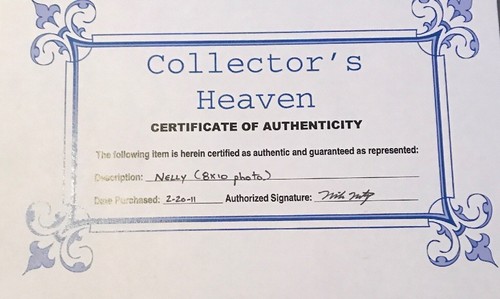 Collector's
Heaven
CERTIFICATE OF AUTHENTICITY
The following item is herein certified as authentic and guaranteed as represented:
Description: NELLY (8X10 photo)
Date Purchased: 2-20-11 Authorized Signature: